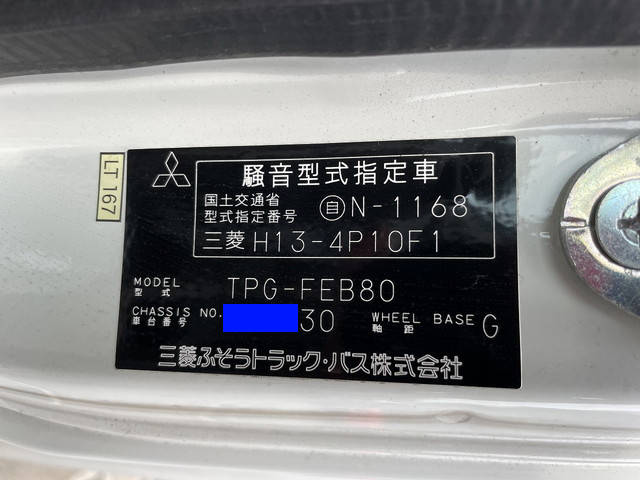 LT167
騒音型式指定車
国土交通省
型式指定番号 自N-1168
三菱 H13-4P10F1
MODEL
型式 TPG-FEB80
CHASSIS NO. 30 WHEEL BASE G
車台番号 軸距
三菱ふそうトラック・バス株式会社